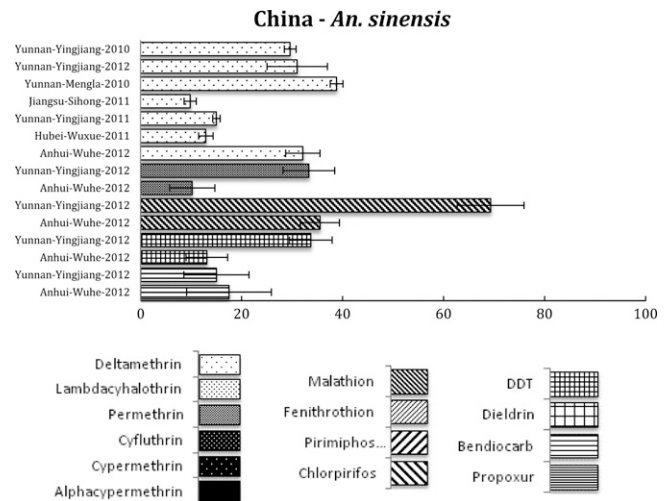 China - An. sinensis
Yunnan-Yingjiang-2010
Yunnan-Yingjiang-2012
Yunnan-Mengla-2010
Jiangsu-Sihong-2011
Yunnan-Yingjiang-2011
Hubei-Wuxue-2011
Anhui-Wuhe-2012
Yunnan-Yingjiang-2012
Anhui-Wuhe-2012
Yunnan-Yingjiang-2012
Anhui-Wuhe-2012
Yunnan-Yingjiang-2012
Anhui-Wuhe-2012
Yunnan-Yingjiang-2012
Anhui-Wuhe-2012
0 20 40 60 80 100
Deltamethrin
Lambdacyhalothrin
Permethrin
Cyfluthrin
Cypermethrin
Alphacypermethrin
Malathion
Fenithrothion
Pirimiphos...
Chlorpirifos
DDT
Dieldrin
Bendiocarb
Propoxur